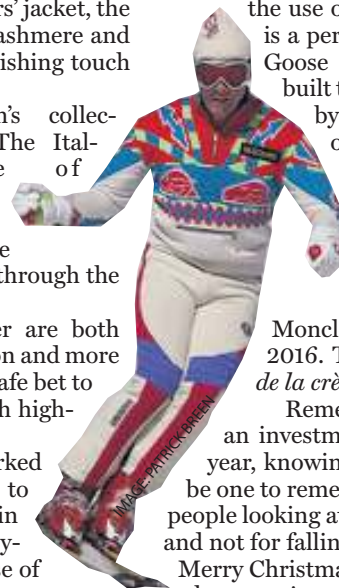 rs' jacket, the
ashmere and
ishing touch
n's collec-
The Ital-
e of
e
through the
er are both
on and more
afe bet to
h high-
rked
to
in
y-
se of
IMAGE: PATRICK BREEN
the use o
is a per
Goose
built t
by
o
Moncl
2016. T
de la crè
Reme
an investm
year, knowin
be one to reme
people looking a
and not for fallin
Merry Christma